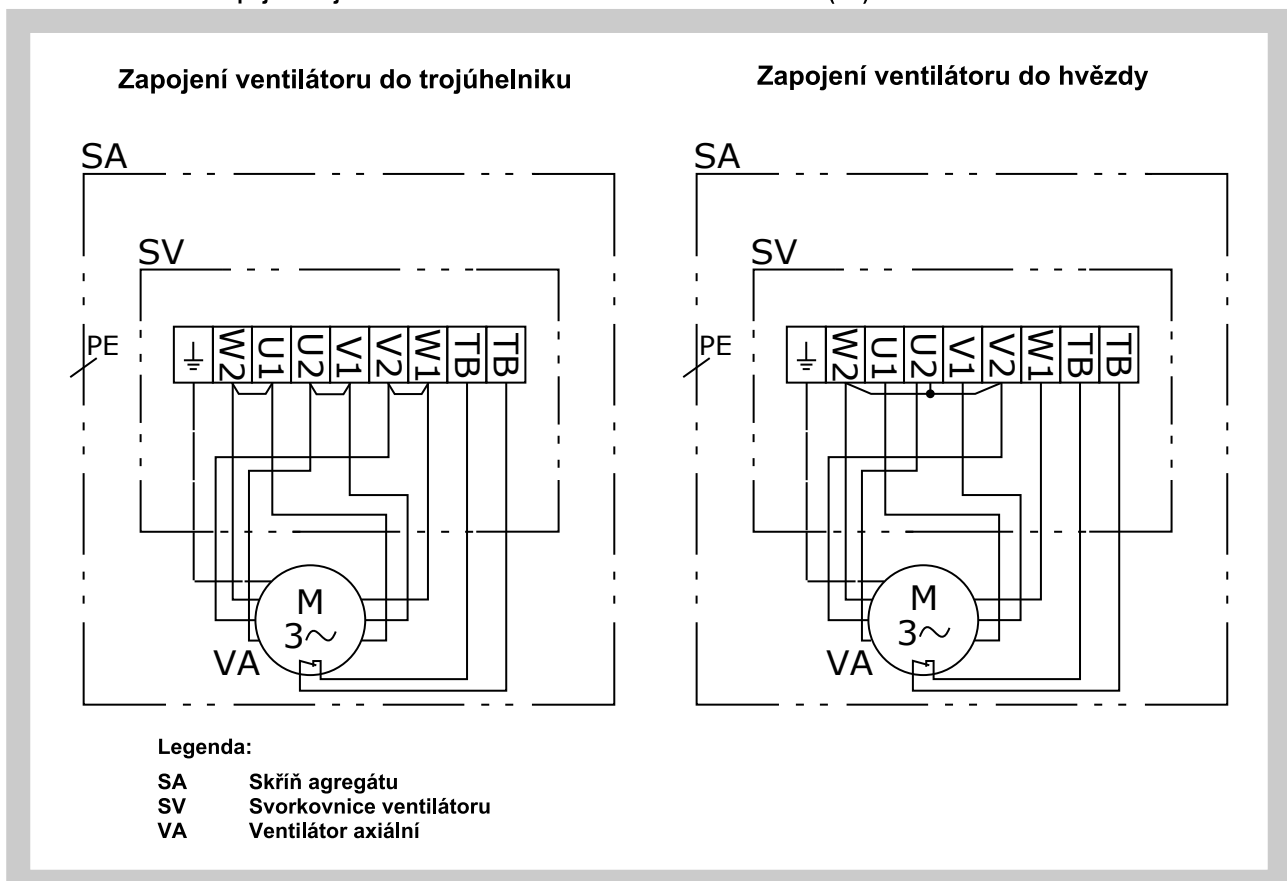 Zapojení ventilátoru do trojúhelniku
Zapojení ventilátoru do hvězdy
SA
SV
PE
W2 U1 U2 V1 V2 W1 TB TB
M
3~
VA
SA
SV
PE
W2 U1 U2 V1 V2 W1 TB TB
M
3~
VA
Legenda:
SA Skříň agregátu
SV Svorkovnice ventilátoru
VA Ventilátor axiální